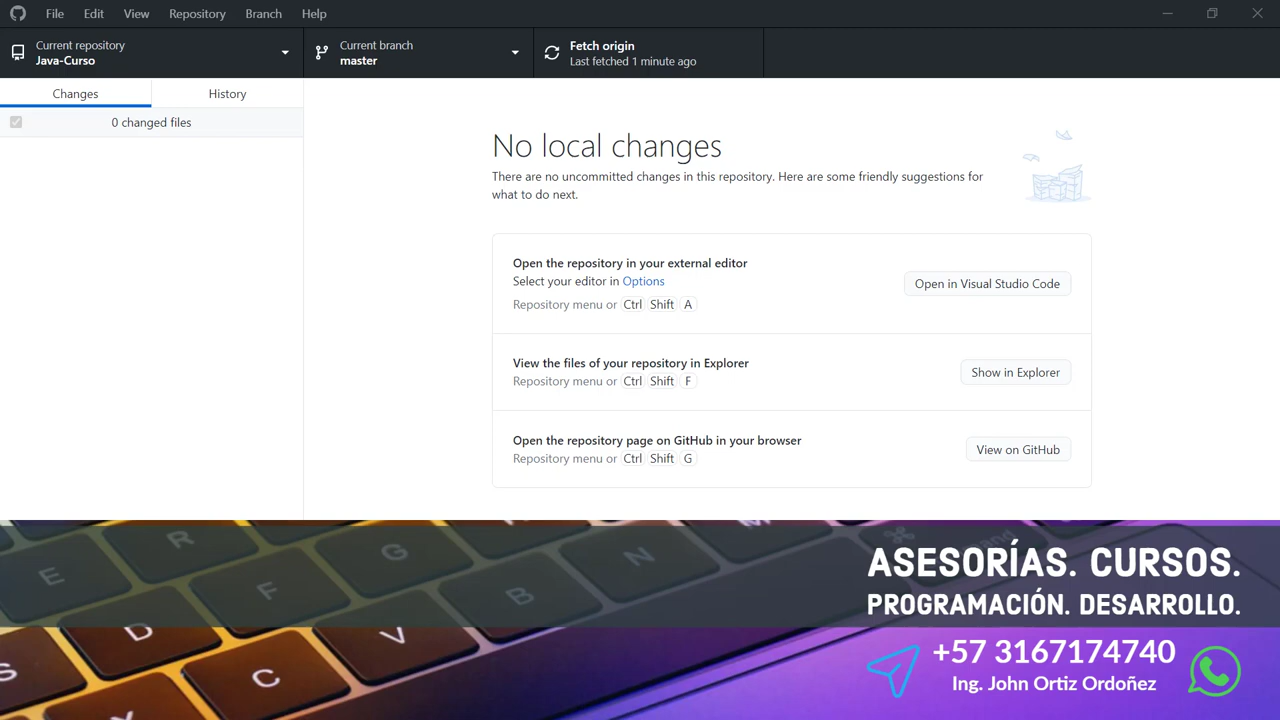 File Edit View Repository Branch Help
Current repository
Java-Curso
Current branch
master
Fetch origin
Last fetched 1 minute ago
Changes
History
0 changed files
No local changes
There are no uncommitted changes in this repository. Here are some friendly suggestions for
what to do next.
Open the repository in your external editor
Select your editor in Options
Repository menu or Ctrl Shift A
Open in Visual Studio Code
View the files of your repository in Explorer
Repository menu or Ctrl Shift F
Show in Explorer
Open the repository page on GitHub in your browser
Repository menu or Ctrl Shift G
View on GitHub
E R G N B F D V C S
ASESORÍAS. CURSOS.
PROGRAMACIÓN. DESARROLLO.
+57 3167174740
Ing. John Ortiz Ordoñez